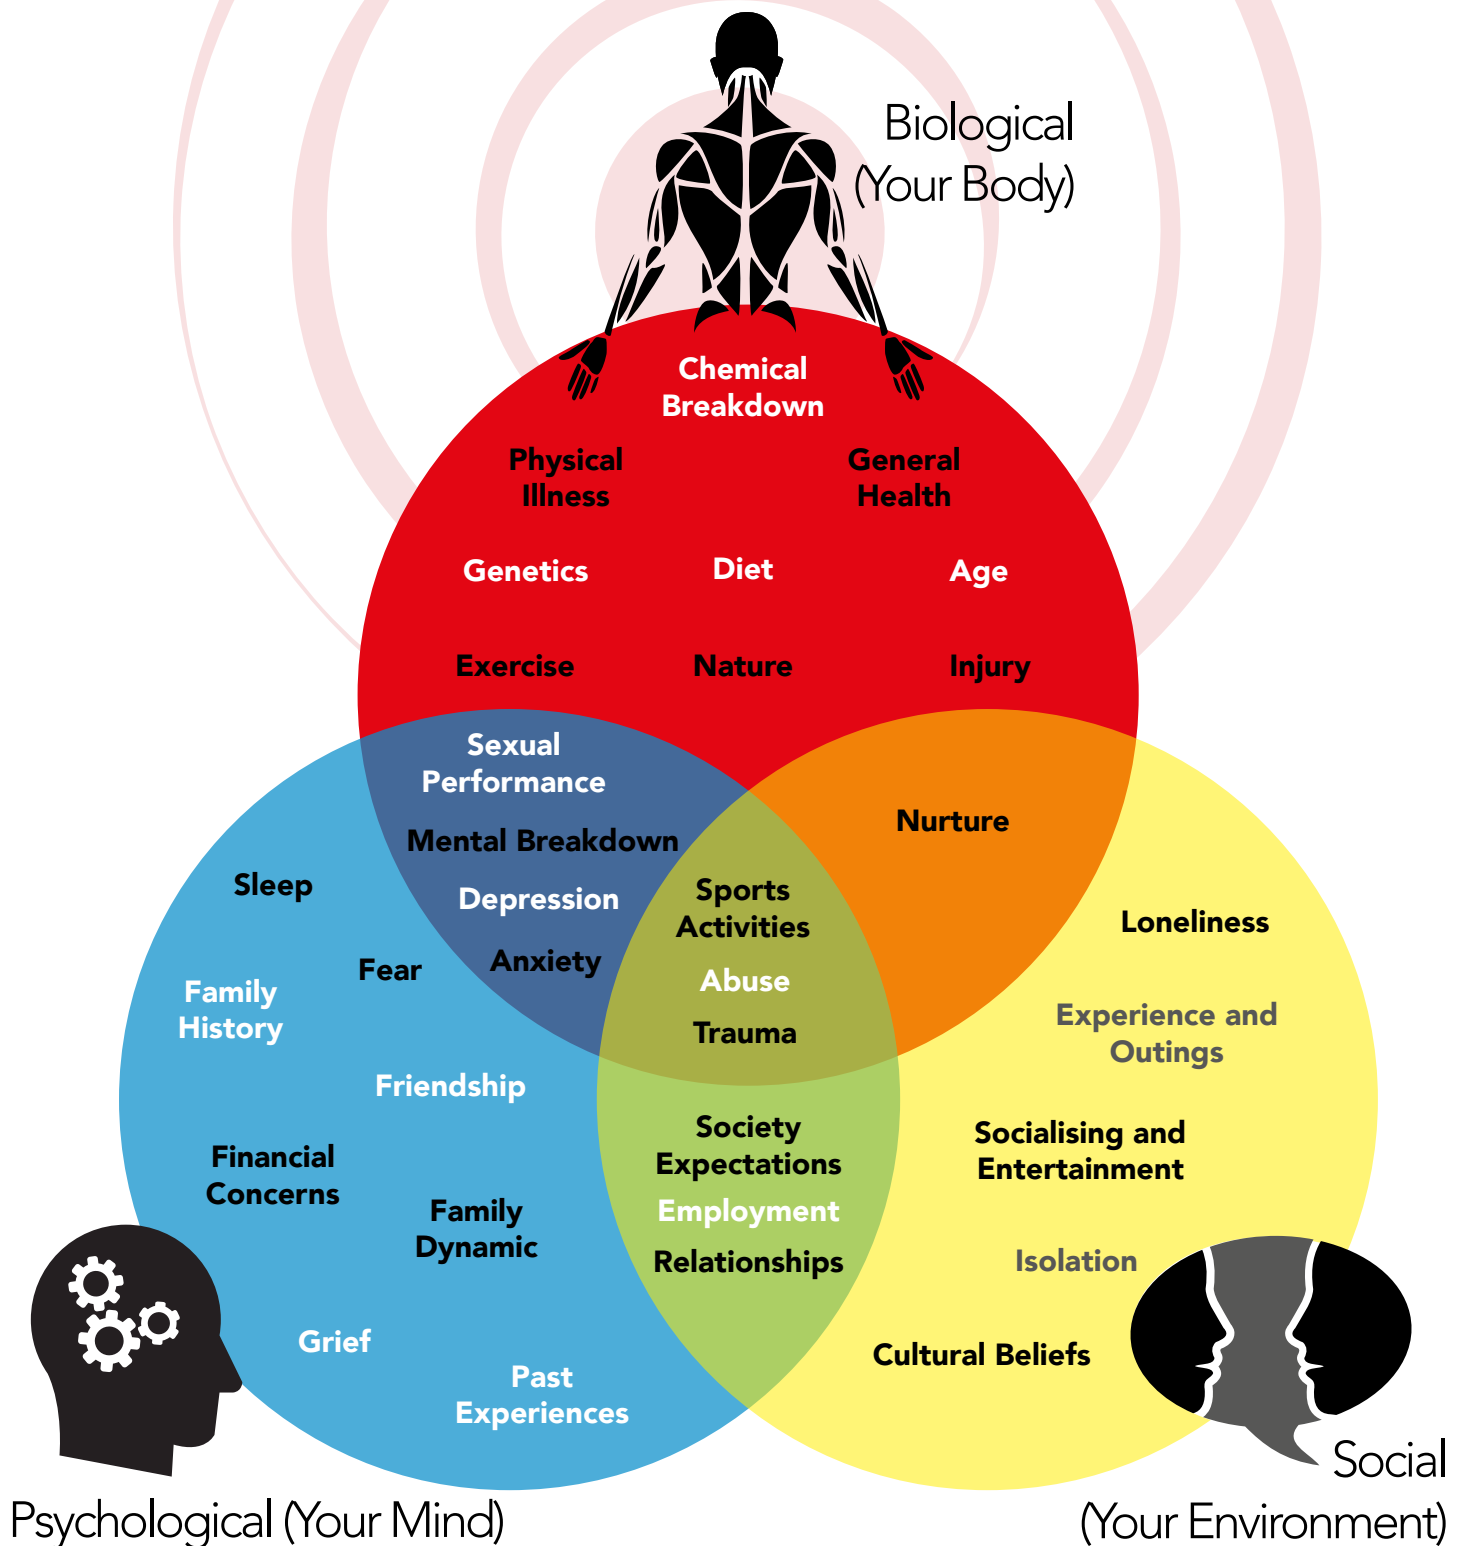 Biological
(Your Body)
Chemical
Breakdown
Physical
Illness
General
Health
Genetics
Diet
Age
Exercise
Nature
Injury
Sexual
Performance
Mental Breakdown
Depression
Anxiety
Nurture
Sports
Activities
Abuse
Trauma
Sleep
Fear
Family
History
Friendship
Financial
Concerns
Family
Dynamic
Grief
Past
Experiences
Society
Expectations
Employment
Relationships
Loneliness
Experience and
Outings
Socialising and
Entertainment
Isolation
Cultural Beliefs
Psychological (Your Mind)
Social
(Your Environment)